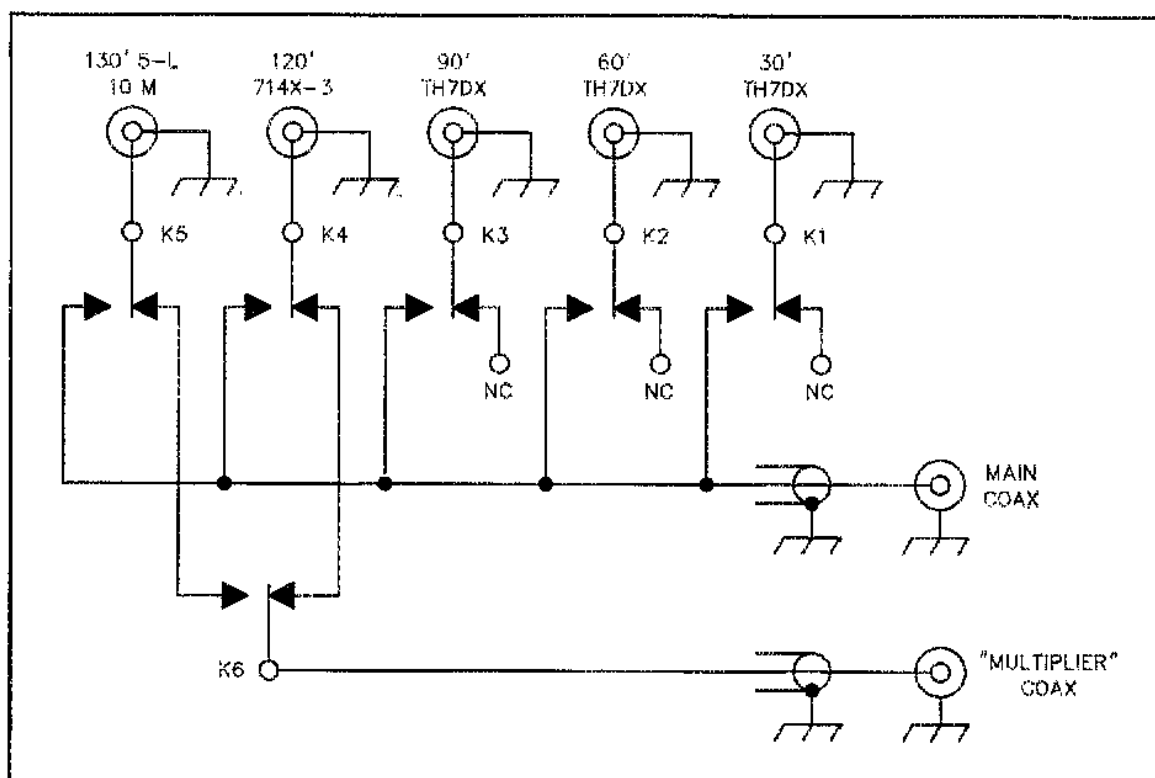 130' 5-L
10 M
120'
714X-3
90'
TH7DX
60'
TH7DX
30'
TH7DX
K5
K4
K3
K2
K1
NC
NC
NC
MAIN
COAX
K6
"MULTIPLIER"
COAX